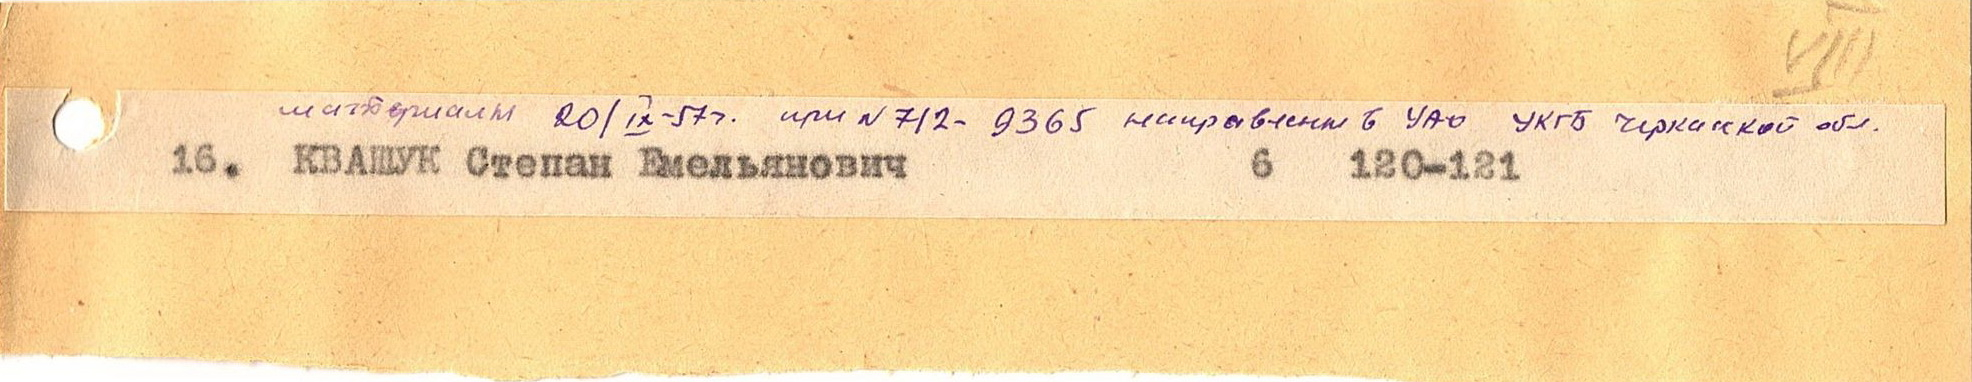 VIII
материалы 20/IX-57г. при № 7/2-9365 направлены в УАО УКГБ Черкасской обл.
16. КВАШУК Степан Емельянович 6 120-121